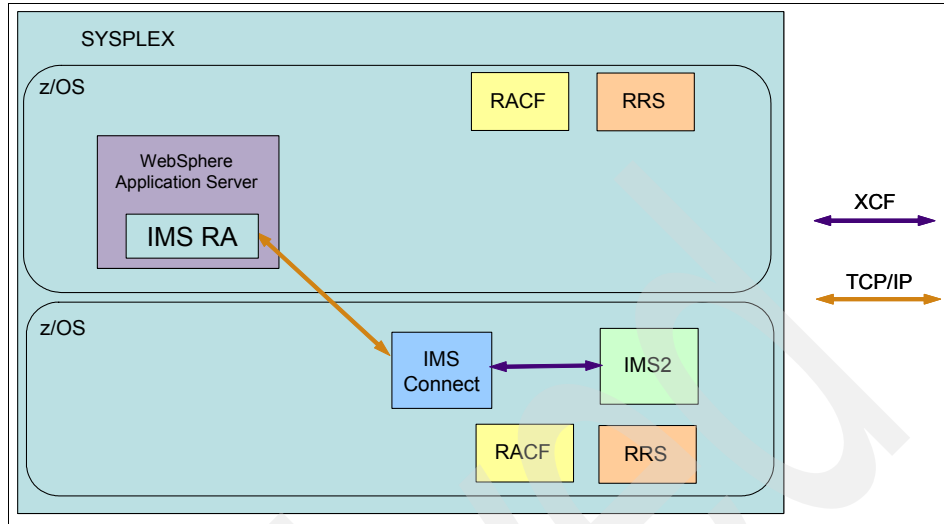 SYSPLEX
z/OS
RACF
RRS
WebSphere
Application Server
IMS RA
XCF
TCP/IP
z/OS
IMS
Connect
IMS2
RACF
RRS